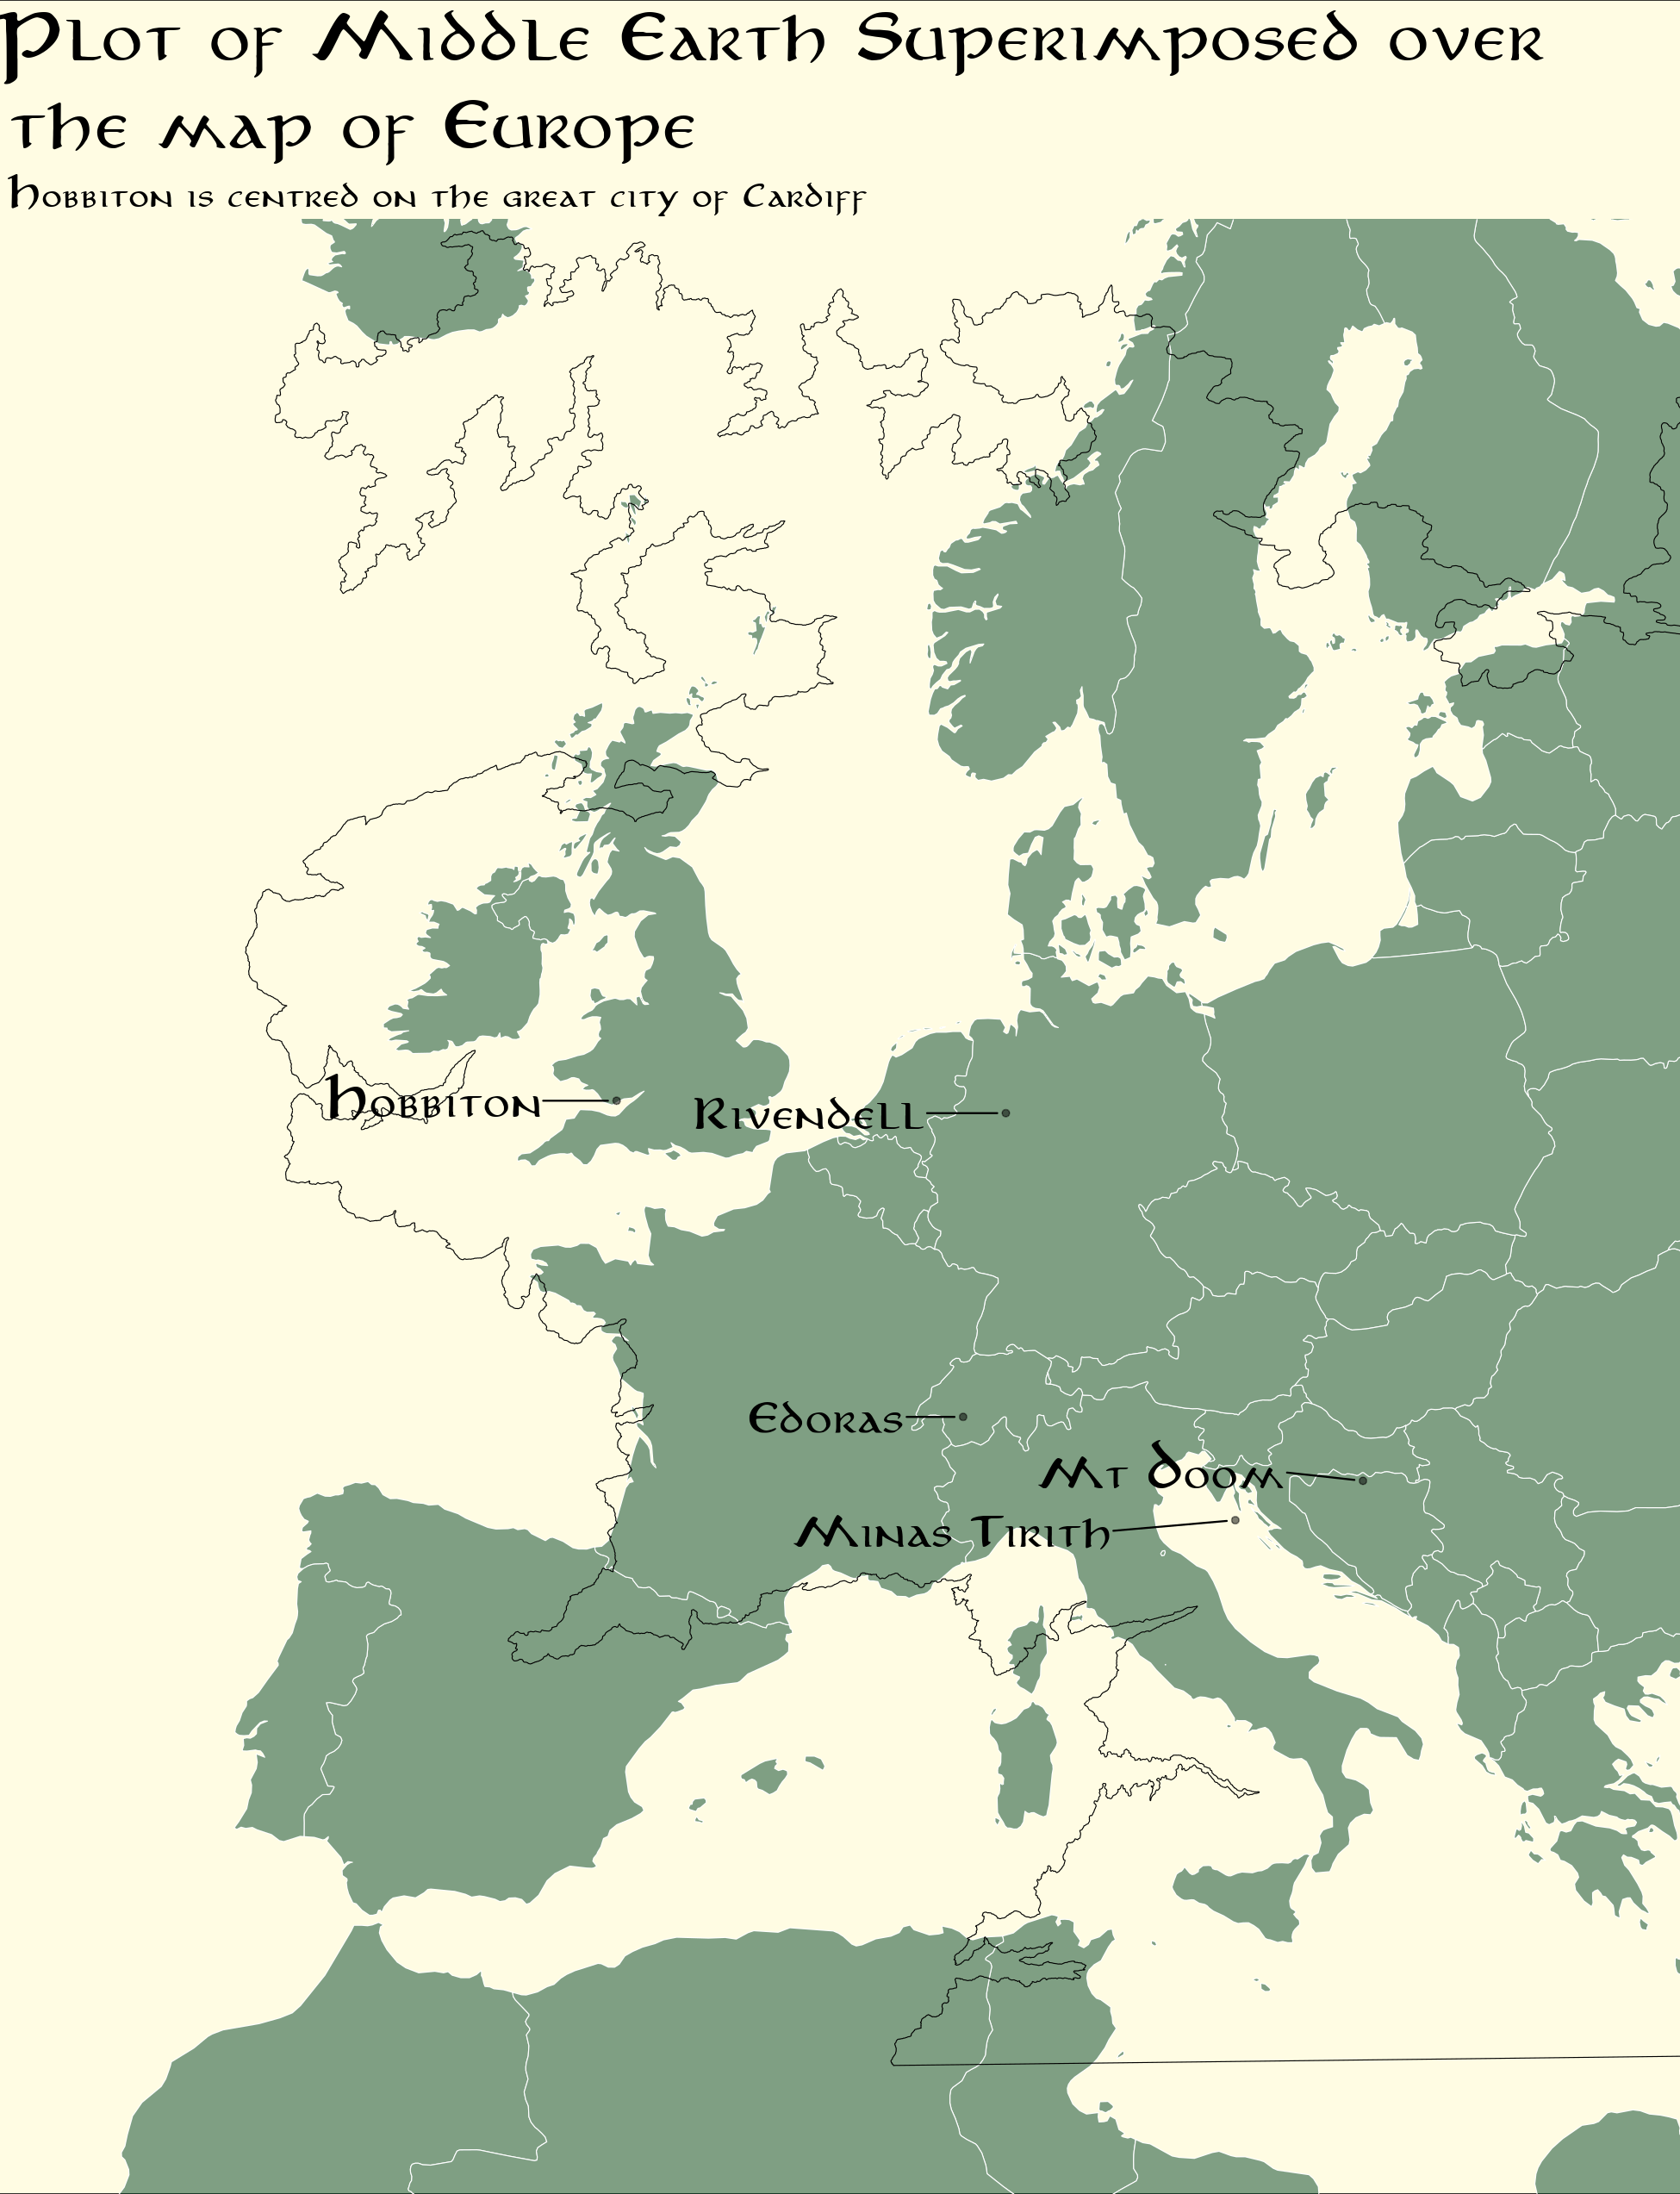 Plot of Middle Earth Superimposed over
the map of Europe
Hobbiton is centred on the great city of Cardiff
Hobbiton
Rivendell
Edoras
Mt Doom
Minas Tirith